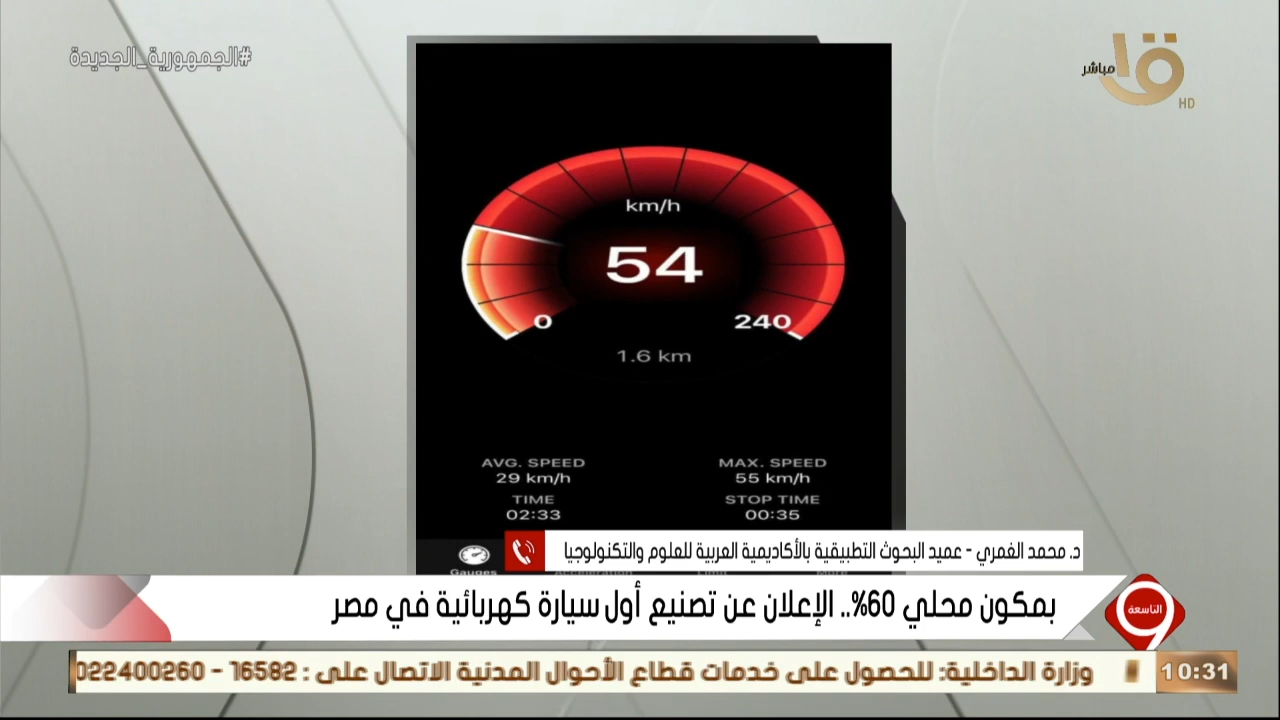 #الجمهورية_الجديدة
مباشر
HD
km/h
54
0
240
1.6 km
AVG. SPEED
MAX. SPEED
29 km/h
55 km/h
TIME
STOP TIME
02:33
00:35
د. محمد الغمري - عميد البحوث التطبيقية بالأكاديمية العربية للعلوم والتكنولوجيا
Gauges
بمكون محلي 60%.. الإعلان عن تصنيع أول سيارة كهربائية في مصر
التاسعة
9
وزارة الداخلية: للحصول على خدمات قطاع الأحوال المدنية الاتصال على : 16582 - 022400260
10:31